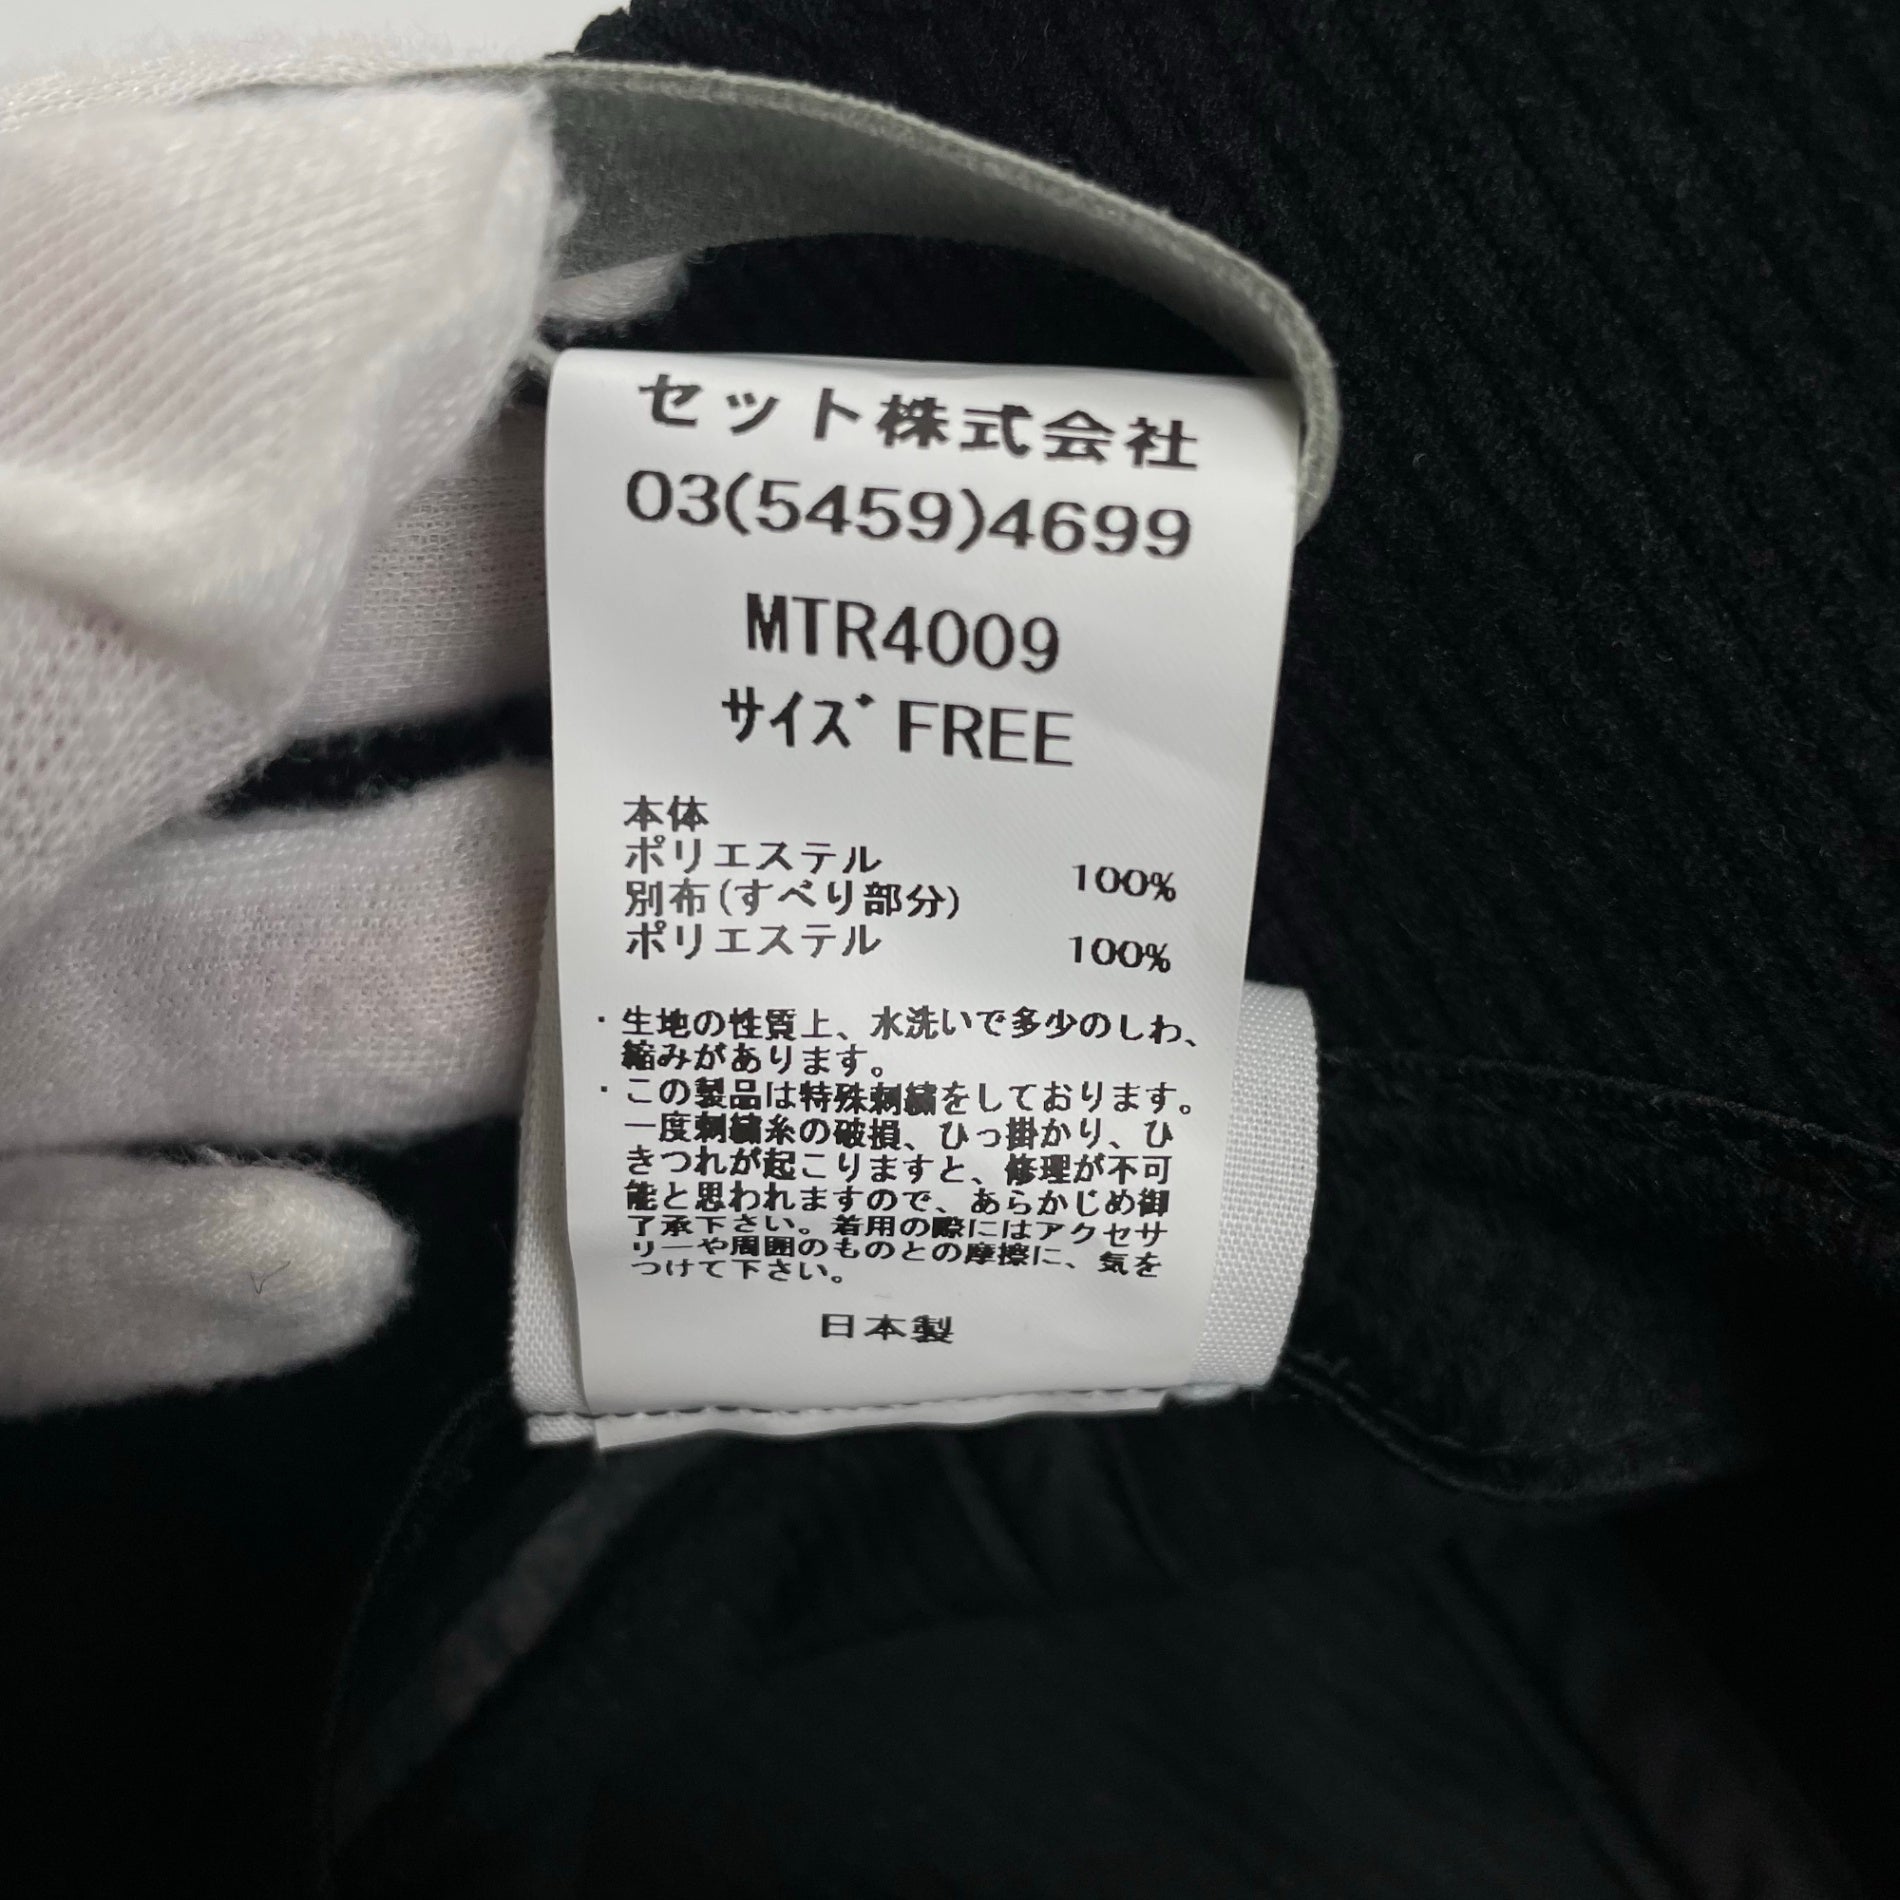 セット株式会社
03(5459)4699
MTR4009
サイズ FREE
本体
ポリエステル 100%
別布(すべり部分)
ポリエステル 100%
・生地の性質上、水洗いで多少のしわ、
縮みがあります。
・この製品は特殊刺繍をしております。
一度刺繍糸の破損、ひっ掛かり、ひ
きつれが起こりますと、修理が不可
能と思われますので、あらかじめ御
了承下さい。着用の際にはアクセサ
リーや周囲のものとの摩擦に、気を
つけて下さい。
日本製